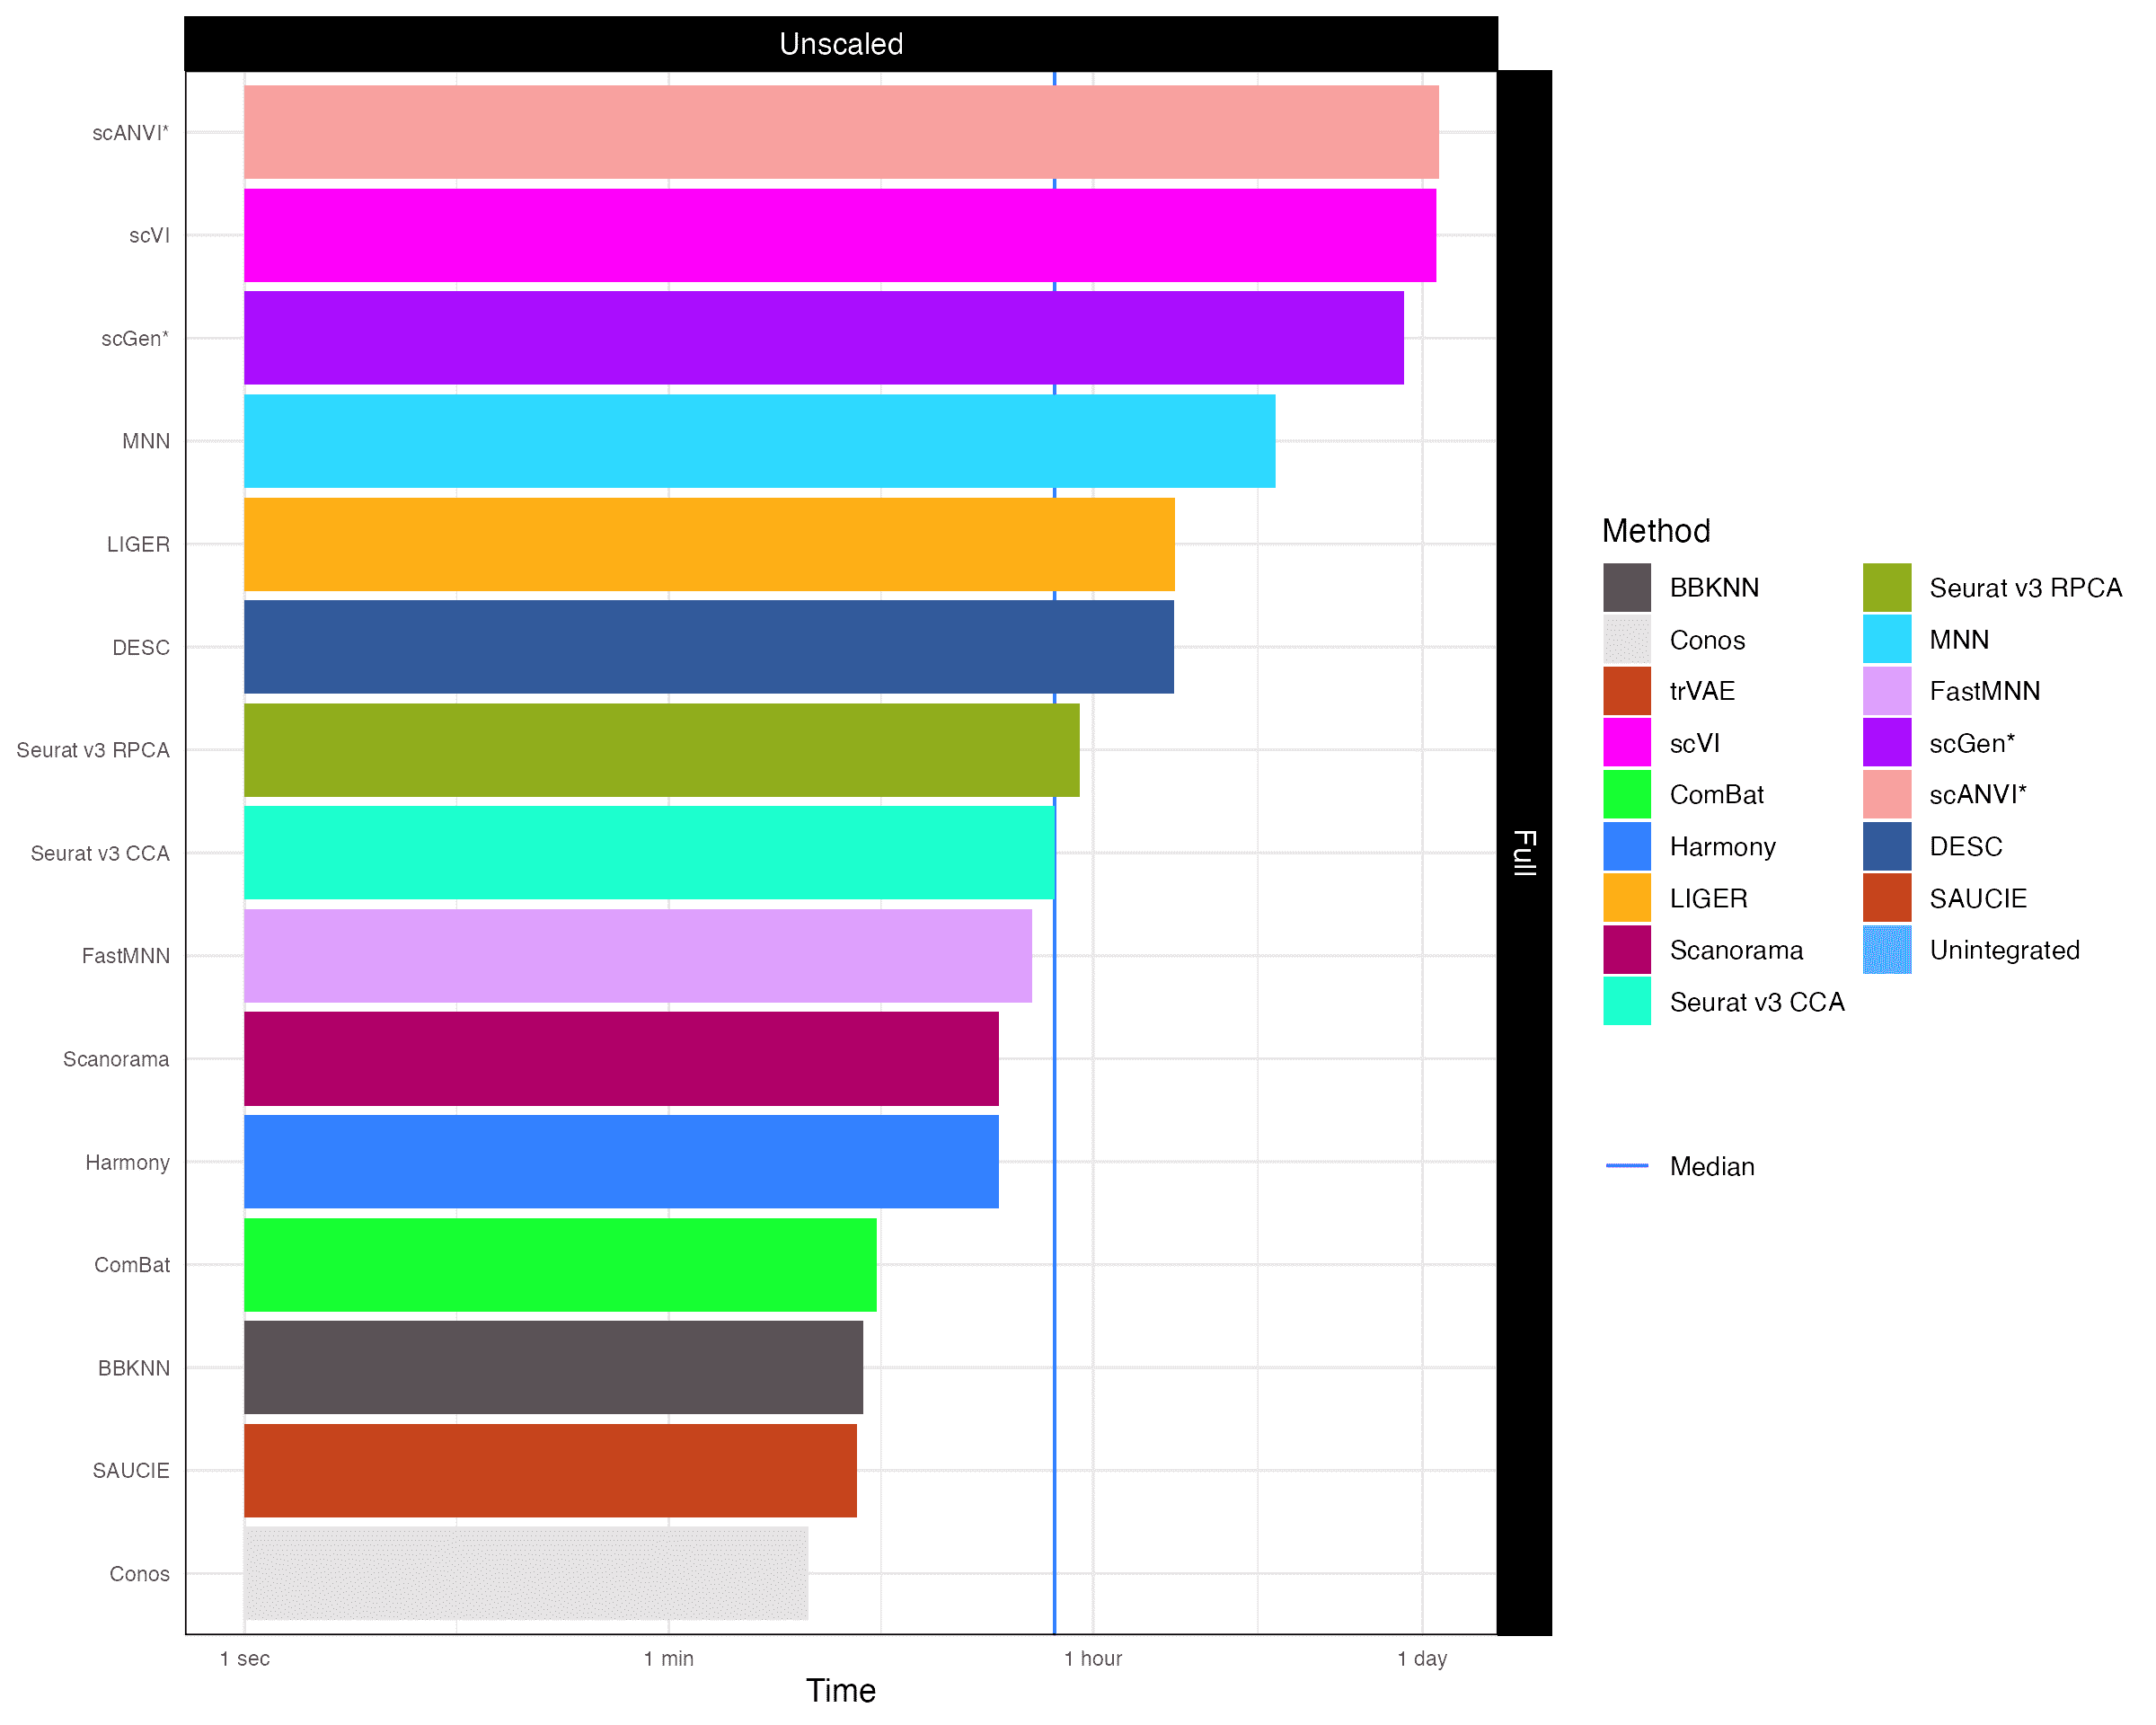 Unscaled
scANVI*
scVI
scGen*
MNN
LIGER
DESC
Seurat v3 RPCA
Seurat v3 CCA
FastMNN
Scanorama
Harmony
ComBat
BBKNN
SAUCIE
Conos
1 sec
1 min
1 hour
1 day
Time
Full
Method
BBKNN
Conos
trVAE
scVI
ComBat
Harmony
LIGER
Scanorama
Seurat v3 CCA
Seurat v3 RPCA
MNN
FastMNN
scGen*
scANVI*
DESC
SAUCIE
Unintegrated
Median